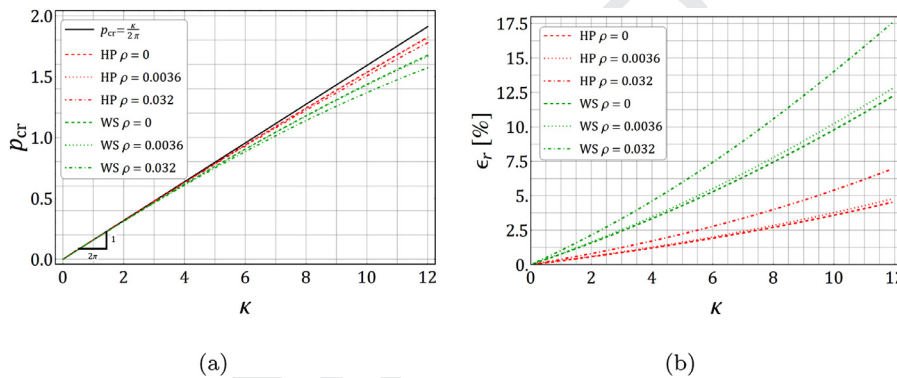 2.0
1.5
1.0
0.5
0.0
p_cr
p_cr = κ/2π
HP ρ = 0
HP ρ = 0.0036
HP ρ = 0.032
WS ρ = 0
WS ρ = 0.0036
WS ρ = 0.032
1
2π
0 2 4 6 8 10 12
κ
(a)
17.5
15.0
12.5
10.0
7.5
5.0
2.5
0.
ϵ_r [%]
HP ρ = 0
HP ρ = 0.0036
HP ρ = 0.032
WS ρ = 0
WS ρ = 0.0036
WS ρ = 0.032
0 2 4 6 8 10 12
κ
(b)